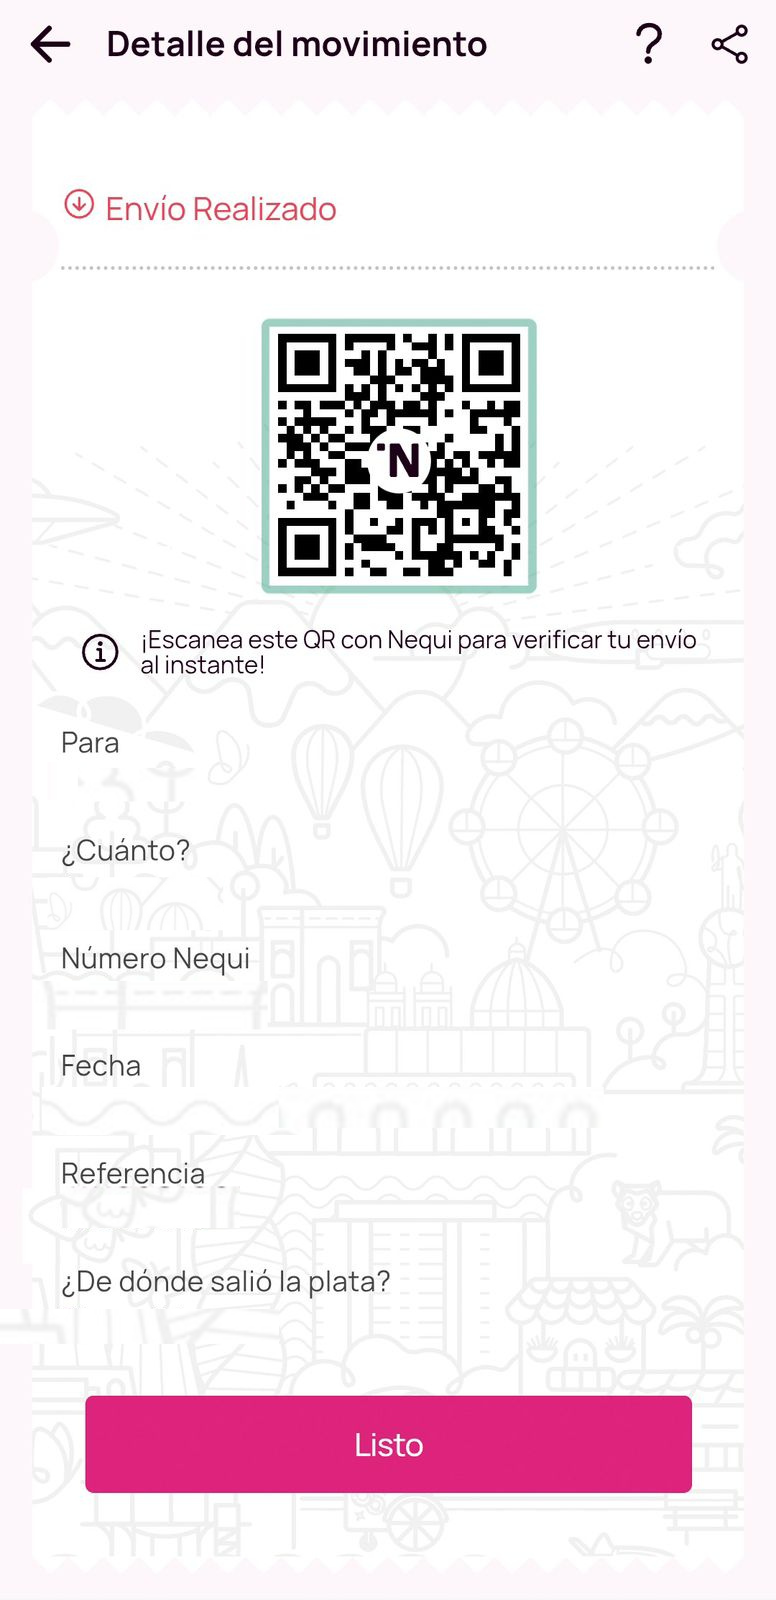 Detalle del movimiento
Envío Realizado
N
¡Escanea este QR con Nequi para verificar tu envío
al instante!
Para
¿Cuánto?
Número Nequi
Fecha
Referencia
¿De dónde salió la plata?
Listo